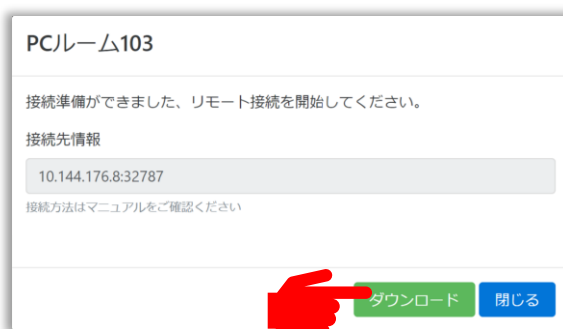 PCルーム103
接続準備ができました、リモート接続を開始してください。
接続先情報
10.144.176.8:32787
接続方法はマニュアルをご確認ください
ダウンロード
閉じる